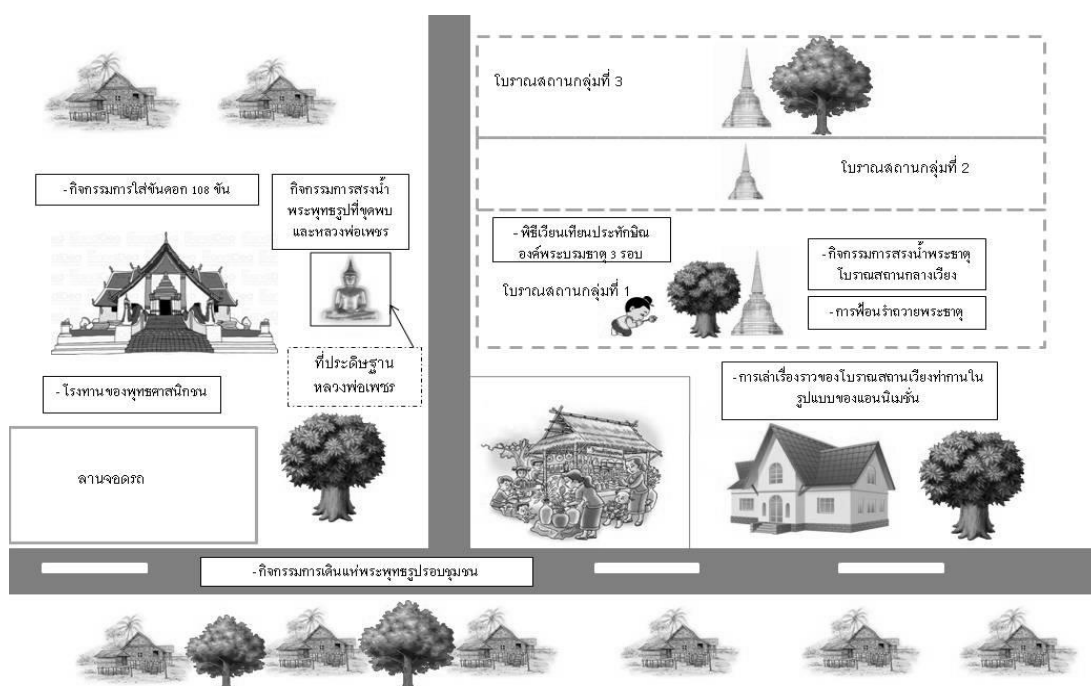 โบราณสถานกลุ่มที่ 3
โบราณสถานกลุ่มที่ 2
- กิจกรรมการใส่ขันดอก 108 ขัน
กิจกรรมการสรงน้ำ
พระพุทธรูปที่ขุดพบ
และหลวงพ่อเพชร
- พิธีเวียนเทียนประทักษิณ
องค์พระบรมธาตุ 3 รอบ
โบราณสถานกลุ่มที่ 1
- กิจกรรมการสรงน้ำพระธาตุ
โบราณสถานกลางเวียง
- การฟ้อนรำถวายพระธาตุ
ที่ประดิษฐาน
หลวงพ่อเพชร
- โรงทานของพุทธศาสนิกชน
- การเล่าเรื่องราวของโบราณสถานเวียงท่ากานใน
รูปแบบของแอนนิเมชั่น
ลานจอดรถ
- กิจกรรมการเดินแห่พระพุทธรูปรอบชุมชน